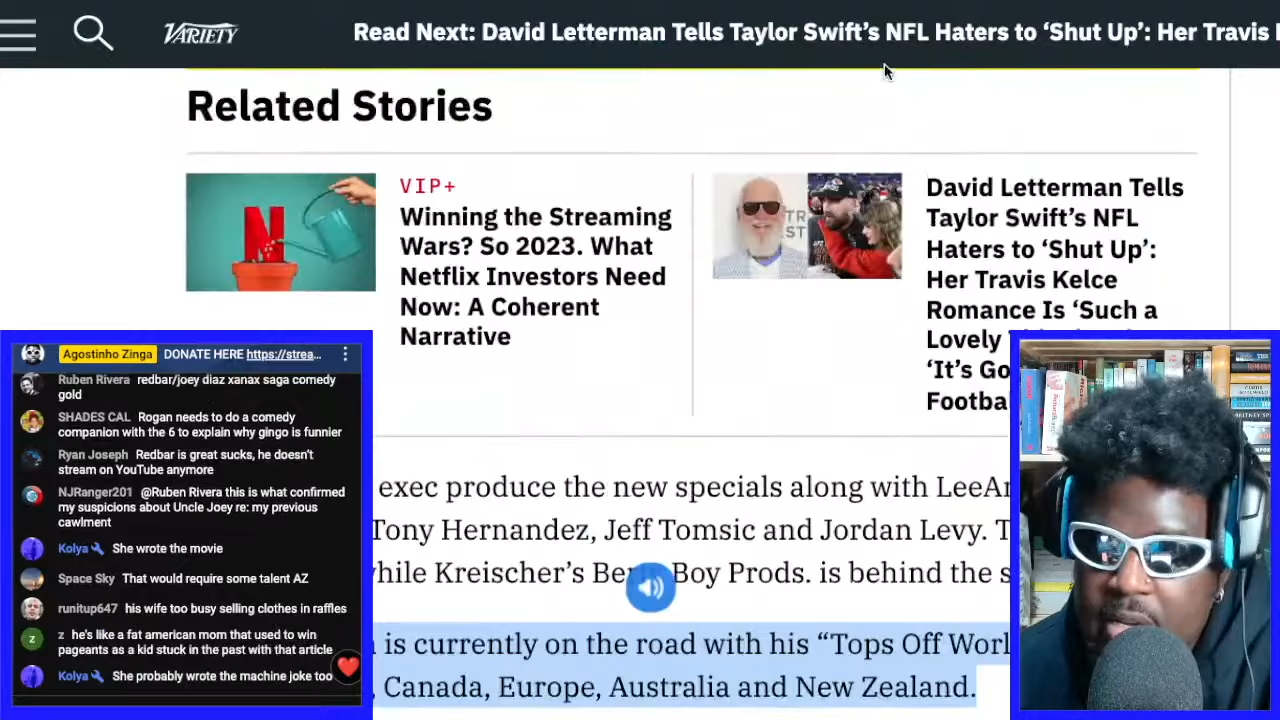 VARIETY
Read Next: David Letterman Tells Taylor Swift’s NFL Haters to ‘Shut Up’: Her Travis
Related Stories
VIP+
Winning the Streaming
Wars? So 2023. What
Netflix Investors Need
Now: A Coherent
Narrative
David Letterman Tells
Taylor Swift’s NFL
Haters to ‘Shut Up’:
Her Travis Kelce
Romance Is ‘Such a
Lovely
‘It’s Go
Footba
exec produce the new specials along with LeeAn
Tony Hernandez, Jeff Tomsic and Jordan Levy. T
while Kreischer’s Boy Prods. is behind the s
is currently on the road with his “Tops Off Worl
, Canada, Europe, Australia and New Zealand.
Agostinho Zinga DONATE HERE https://strea...
Ruben Rivera redbar/joey diaz xanax saga comedy
gold
SHADES CAL Rogan needs to do a comedy
companion with the 6 to explain why gingo is funnier
Ryan Joseph Redbar is great sucks, he doesn’t
stream on YouTube anymore
NJRanger201 @Ruben Rivera this is what confirmed
my suspicions about Uncle Joey re: my previous
cawlment
Kolya She wrote the movie
Space Sky That would require some talent AZ
runitup647 his wife too busy selling clothes in raffles
z he's like a fat american mom that used to win
pageants as a kid stuck in the past with that article
Kolya She probably wrote the machine joke too